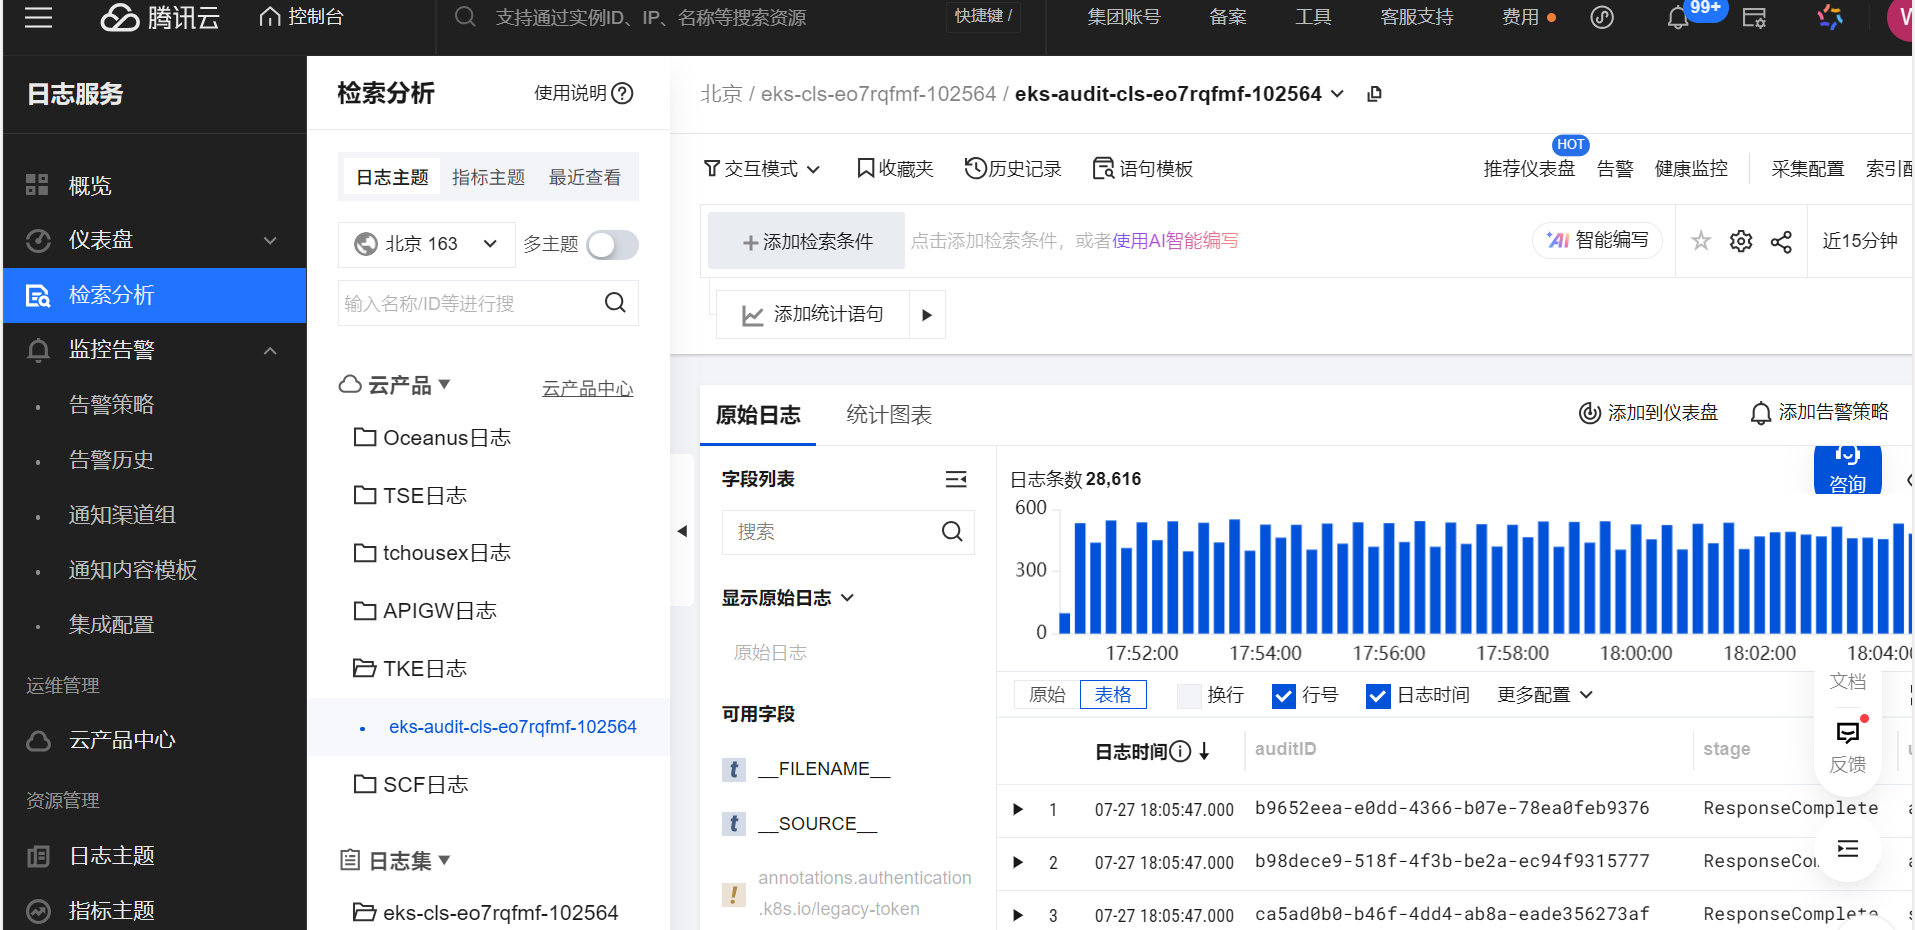 腾讯云
控制台
支持通过实例ID、IP、名称等搜索资源
快捷键 /
集团账号
备案
工具
客服支持
费用
99+
W
日志服务
概览
仪表盘
检索分析
监控告警
告警策略
告警历史
通知渠道组
通知内容模板
集成配置
运维管理
云产品中心
资源管理
日志主题
指标主题
检索分析
使用说明
日志主题
指标主题
最近查看
北京 163
多主题
输入名称/ID等进行搜
云产品
云产品中心
Oceanus日志
TSE日志
tchousex日志
APIGW日志
TKE日志
eks-audit-cls-eo7rqfmf-102564
SCF日志
日志集
eks-cls-eo7rqfmf-102564
北京 / eks-cls-eo7rqfmf-102564 / eks-audit-cls-eo7rqfmf-102564
交互模式
收藏夹
历史记录
语句模板
HOT
推荐仪表盘
告警
健康监控
采集配置
索引配
添加检索条件
点击添加检索条件，或者使用AI智能编写
AI 智能编写
近15分钟
添加统计语句
原始日志
统计图表
添加到仪表盘
添加告警策略
字段列表
搜索
显示原始日志
原始日志
可用字段
t __FILENAME__
t __SOURCE__
! annotations.authentication
.k8s.io/legacy-token
日志条数 28,616
咨询
600
300
0
17:52:00
17:54:00
17:56:00
17:58:00
18:00:00
18:02:00
18:04:00
原始
表格
换行
行号
日志时间
更多配置
文档
反馈
日志时间
auditID
stage
1 07-27 18:05:47.000 b9652eea-e0dd-4366-b07e-78ea0feb9376 ResponseComplete
2 07-27 18:05:47.000 b98dece9-518f-4f3b-be2a-ec94f9315777 ResponseCom
3 07-27 18:05:47.000 ca5ad0b0-b46f-4dd4-ab8a-eade356273af ResponseComplete